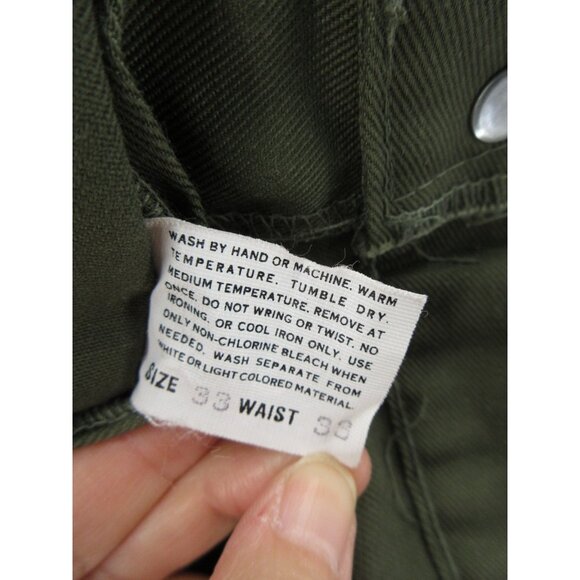 WASH BY HAND OR MACHINE. WARM
TEMPERATURE. TUMBLE DRY.
MEDIUM TEMPERATURE. REMOVE AT
ONCE. DO NOT WRING OR TWIST. NO
IRONING, OR COOL IRON ONLY. USE
ONLY NON-CHLORINE BLEACH WHEN
NEEDED. WASH SEPARATE FROM
WHITE OR LIGHT COLORED MATERIAL.
SIZE 33 WAIST